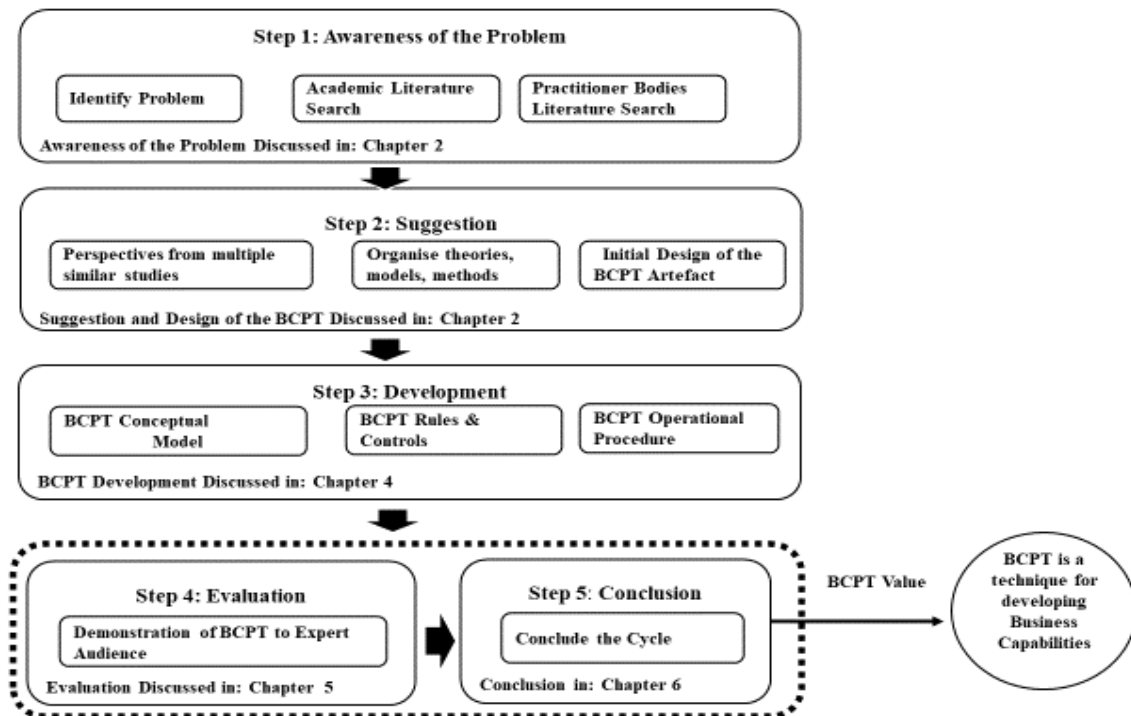 Step 1: Awareness of the Problem
Identify Problem
Academic Literature
Search
Practitioner Bodies
Literature Search
Awareness of the Problem Discussed in: Chapter 2
Step 2: Suggestion
Perspectives from multiple
similar studies
Organise theories,
models, methods
Initial Design of the
BCPT Artefact
Suggestion and Design of the BCPT Discussed in: Chapter 2
Step 3: Development
BCPT Conceptual
Model
BCPT Rules &
Controls
BCPT Operational
Procedure
BCPT Development Discussed in: Chapter 4
Step 4: Evaluation
Demonstration of BCPT to Expert
Audience
Evaluation Discussed in: Chapter 5
Step 5: Conclusion
Conclude the Cycle
Conclusion in: Chapter 6
BCPT Value
BCPT is a
technique for
developing
Business
Capabilities